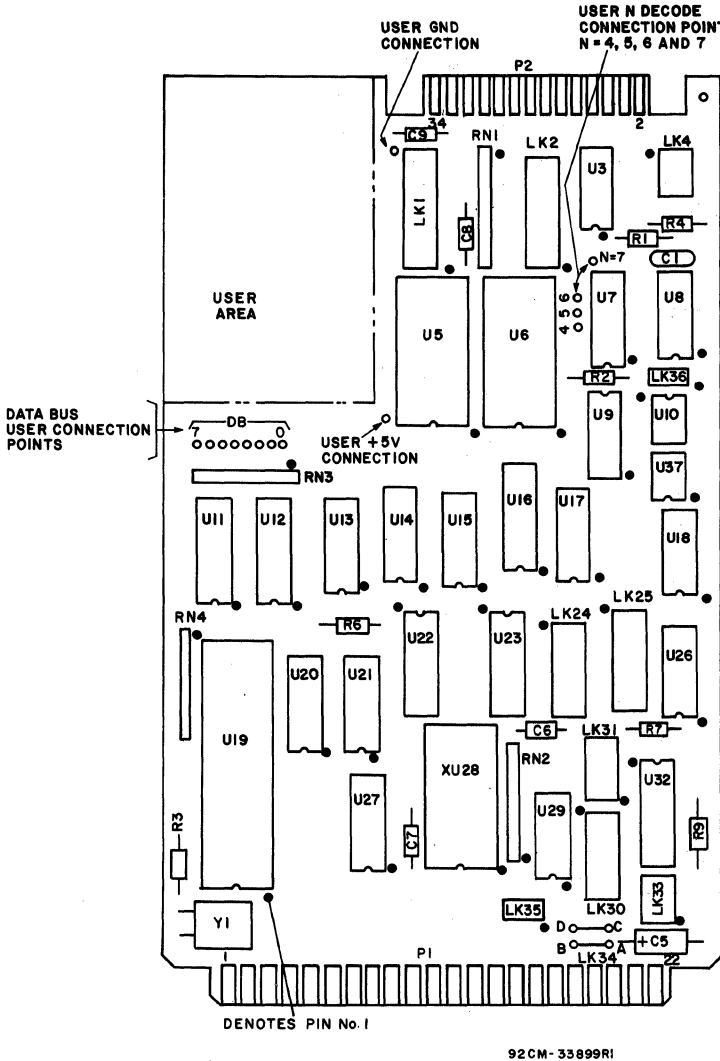 USER GND
CONNECTION
USER N DECODE
CONNECTION POINT
N = 4, 5, 6 AND 7
P2
34
2
C9
RN1
LK2
U3
LK4
LK1
C8
R4
R1
C1
N=7
6
5
4
USER
AREA
U5
U6
U7
U8
R2
LK36
DATA BUS
USER CONNECTION
POINTS
DB
7
0
USER +5V
CONNECTION
U9
U10
RN3
U37
U11
U12
U13
U14
U15
U16
U17
U18
RN4
R6
U22
U23
LK24
LK25
U26
U19
U20
U21
C6
LK31
R7
XU28
RN2
U32
U27
U29
R3
C7
R9
Y1
LK35
LK30
LK33
D
C
B
A
+C5
1
P1
LK34
22
DENOTES PIN No. 1
92CM-33899R1